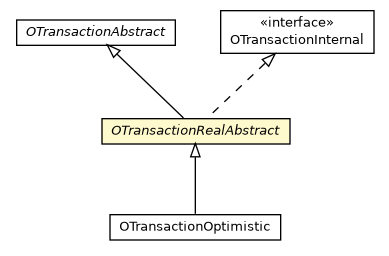 OTransactionAbstract
«interface»
OTransactionInternal
OTransactionRealAbstract
OTransactionOptimistic